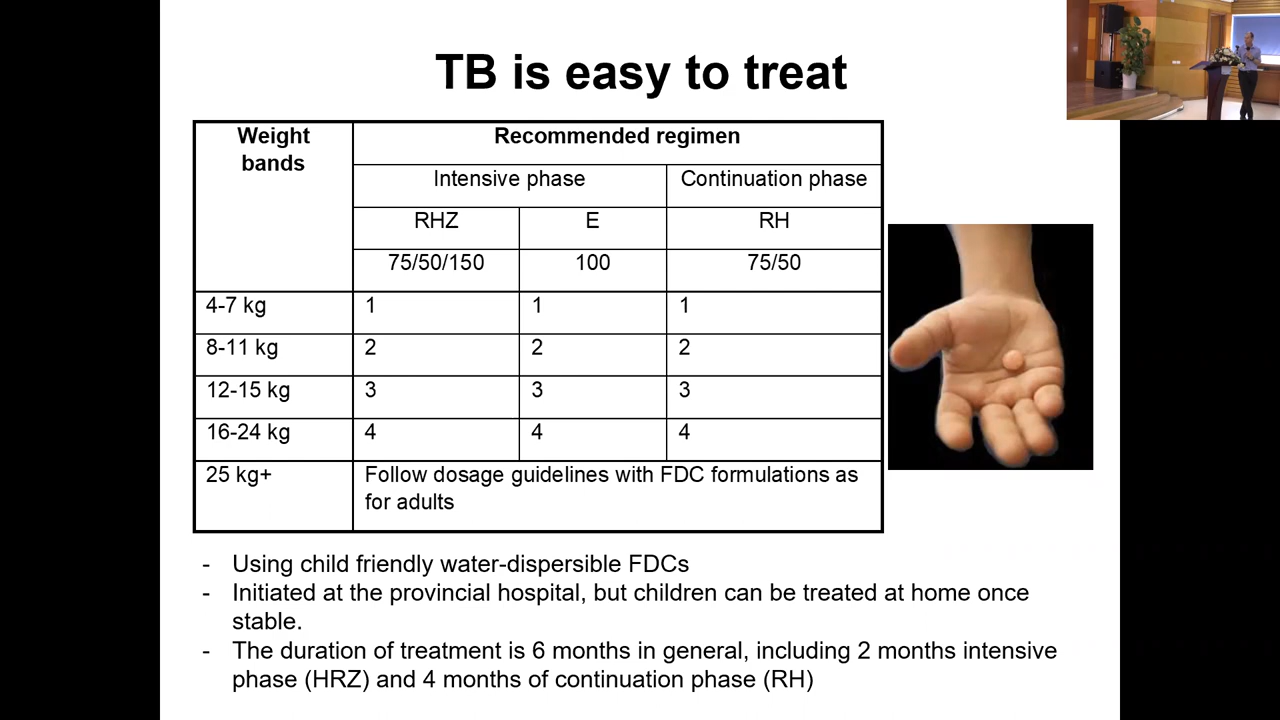 TB is easy to treat
Weight bands
Recommended regimen
Intensive phase
Continuation phase
RHZ
E
RH
75/50/150
100
75/50
4-7 kg
1
1
1
8-11 kg
2
2
2
12-15 kg
3
3
3
16-24 kg
4
4
4
25 kg+
Follow dosage guidelines with FDC formulations as
for adults
- Using child friendly water-dispersible FDCs
- Initiated at the provincial hospital, but children can be treated at home once
stable.
- The duration of treatment is 6 months in general, including 2 months intensive
phase (HRZ) and 4 months of continuation phase (RH)